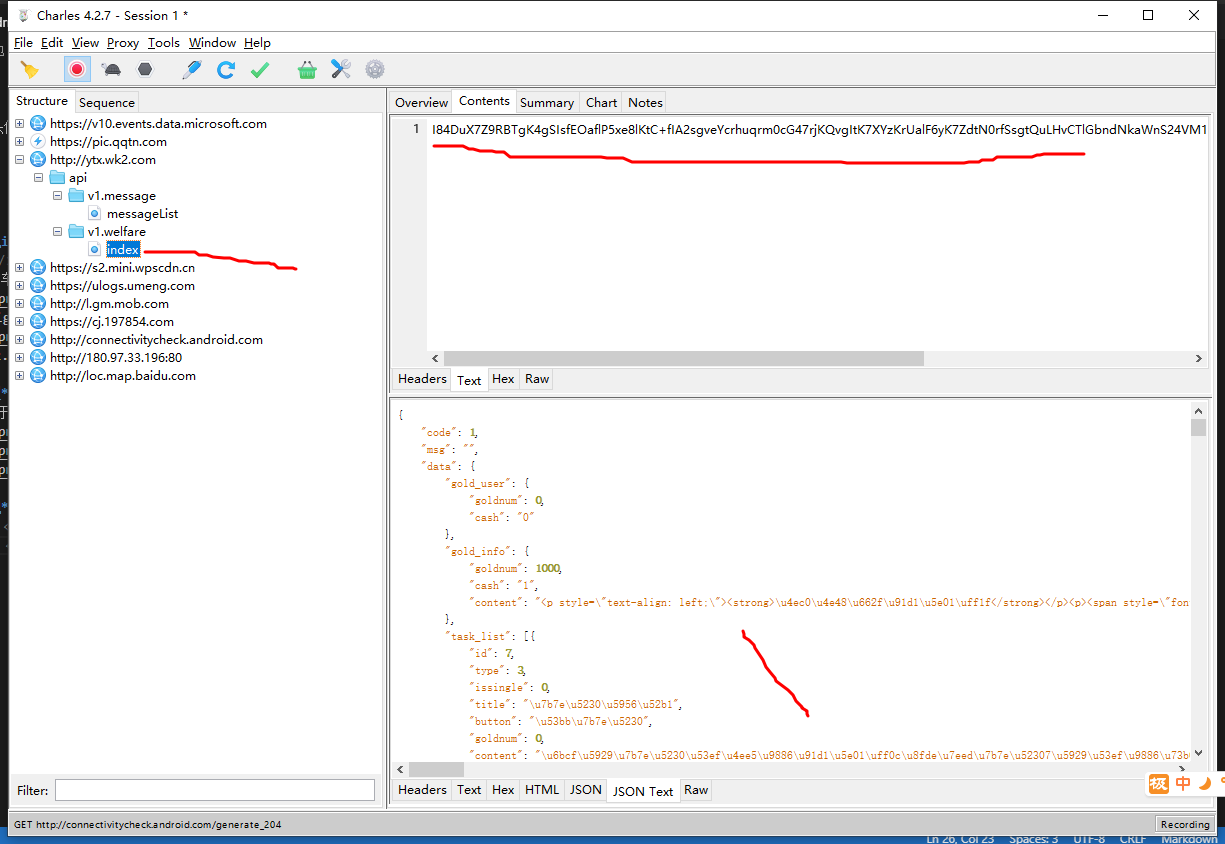 Charles 4.2.7 - Session 1 *
File Edit View Proxy Tools Window Help
Structure Sequence
https://v10.events.data.microsoft.com
https://pic.qqtn.com
http://ytx.wk2.com
api
v1.message
messageList
v1.welfare
index
https://s2.mini.wpscdn.cn
https://ulogs.umeng.com
http://l.gm.mob.com
https://cj.197854.com
http://connectivitycheck.android.com
http://180.97.33.196:80
http://loc.map.baidu.com
Filter:
Overview Contents Summary Chart Notes
1 I84DuX7Z9RBTgK4gSIsfEOaflP5xe8lKtC+fIA2sgveYcrhuqrm0cG47rjKQvgItK7XYzKrUalF6yK7ZdtN0rfSsgtQuLHvCTlGbndNkaWnS24VM1
Headers Text Hex Raw
{
"code": 1,
"msg": "",
"data": {
"gold_user": {
"goldnum": 0,
"cash": "0"
},
"gold_info": {
"goldnum": 1000,
"cash": "1",
"content": "<p style=\"text-align: left;\"><strong>\u4ec0\u4e48\u662f\u91d1\u5e01\uff1f</strong></p><p><span style=\"fon
},
"task_list": [{
"id": 7,
"type": 3,
"issingle": 0,
"title": "\u7b7e\u5230\u5956\u52b1",
"button": "\u53bb\u7b7e\u5230",
"goldnum": 0,
"content": "\u6bcf\u5929\u7b7e\u5230\u53ef\u4ee5\u9886\u91d1\u5e01\uff0c\u8fde\u7eed\u7b7e\u52307\u5929\u53ef\u9886\u73b
Headers Text Hex HTML JSON JSON Text Raw
极 中
GET http://connectivitycheck.android.com/generate_204
Recording
Ln 26, Col 23 Spaces: 3 UTF-8 CRLF Markdown